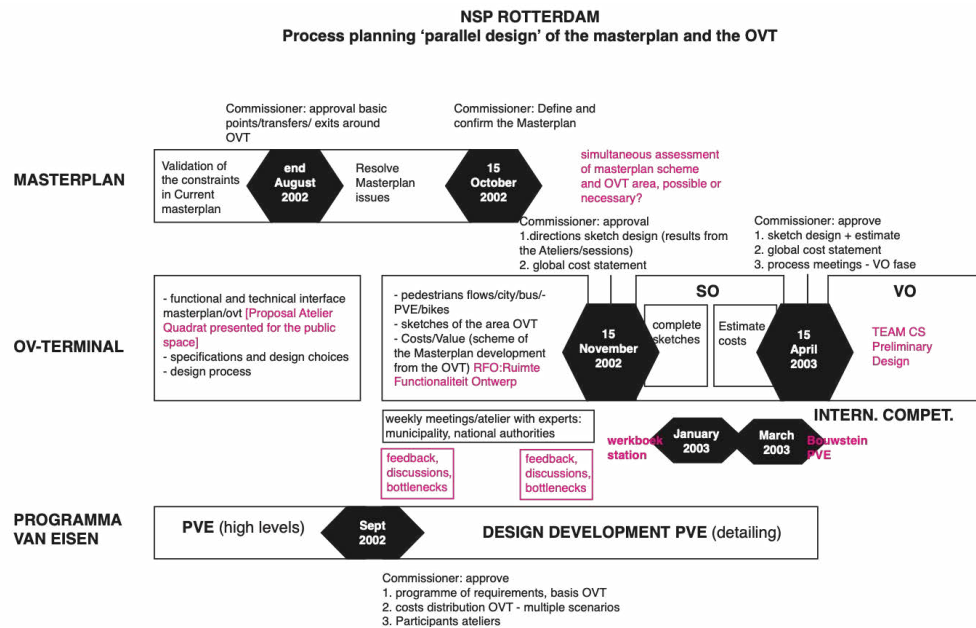 NSP ROTTERDAM
Process planning ‘parallel design’ of the masterplan and the OVT
Commissioner: approval basic
points/transfers/ exits around
OVT
Commissioner: Define and
confirm the Masterplan
MASTERPLAN
Validation of
the constraints
in Current
masterplan
end
August
2002
Resolve
Masterplan
issues
15
October
2002
simultaneous assessment
of masterplan scheme
and OVT area, possible or
necessary?
Commissioner: approval
1.directions sketch design (results from
the Ateliers/sessions)
2. global cost statement
Commissioner: approve
1. sketch design + estimate
2. global cost statement
3. process meetings - VO fase
OV-TERMINAL
- functional and technical interface
masterplan/ovt [Proposal Atelier
Quadrat presented for the public
space]
- specifications and design choices
- design process
- pedestrians flows/city/bus/-
PVE/bikes
- sketches of the area OVT
- Costs/Value (scheme of
the Masterplan development
from the OVT) RFO:Ruimte
Functionaliteit Ontwerp
15
November
2002
SO
complete
sketches
Estimate
costs
15
April
2003
VO
TEAM CS
Preliminary
Design
INTERN. COMPET.
weekly meetings/atelier with experts:
municipality, national authorities
feedback,
discussions,
bottlenecks
feedback,
discussions,
bottlenecks
werkboek
station
January
2003
March
2003
Bouwstein
PVE
PROGRAMMA
VAN EISEN
PVE (high levels)
Sept
2002
DESIGN DEVELOPMENT PVE (detailing)
Commissioner: approve
1. programme of requirements, basis OVT
2. costs distribution OVT - multiple scenarios
3. Participants ateliers